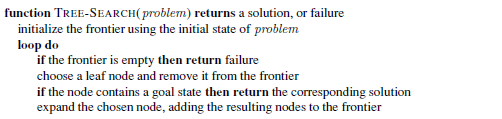 function TREE-SEARCH(problem) returns a solution, or failure
initialize the frontier using the initial state of problem
loop do
if the frontier is empty then return failure
choose a leaf node and remove it from the frontier
if the node contains a goal state then return the corresponding solution
expand the chosen node, adding the resulting nodes to the frontier